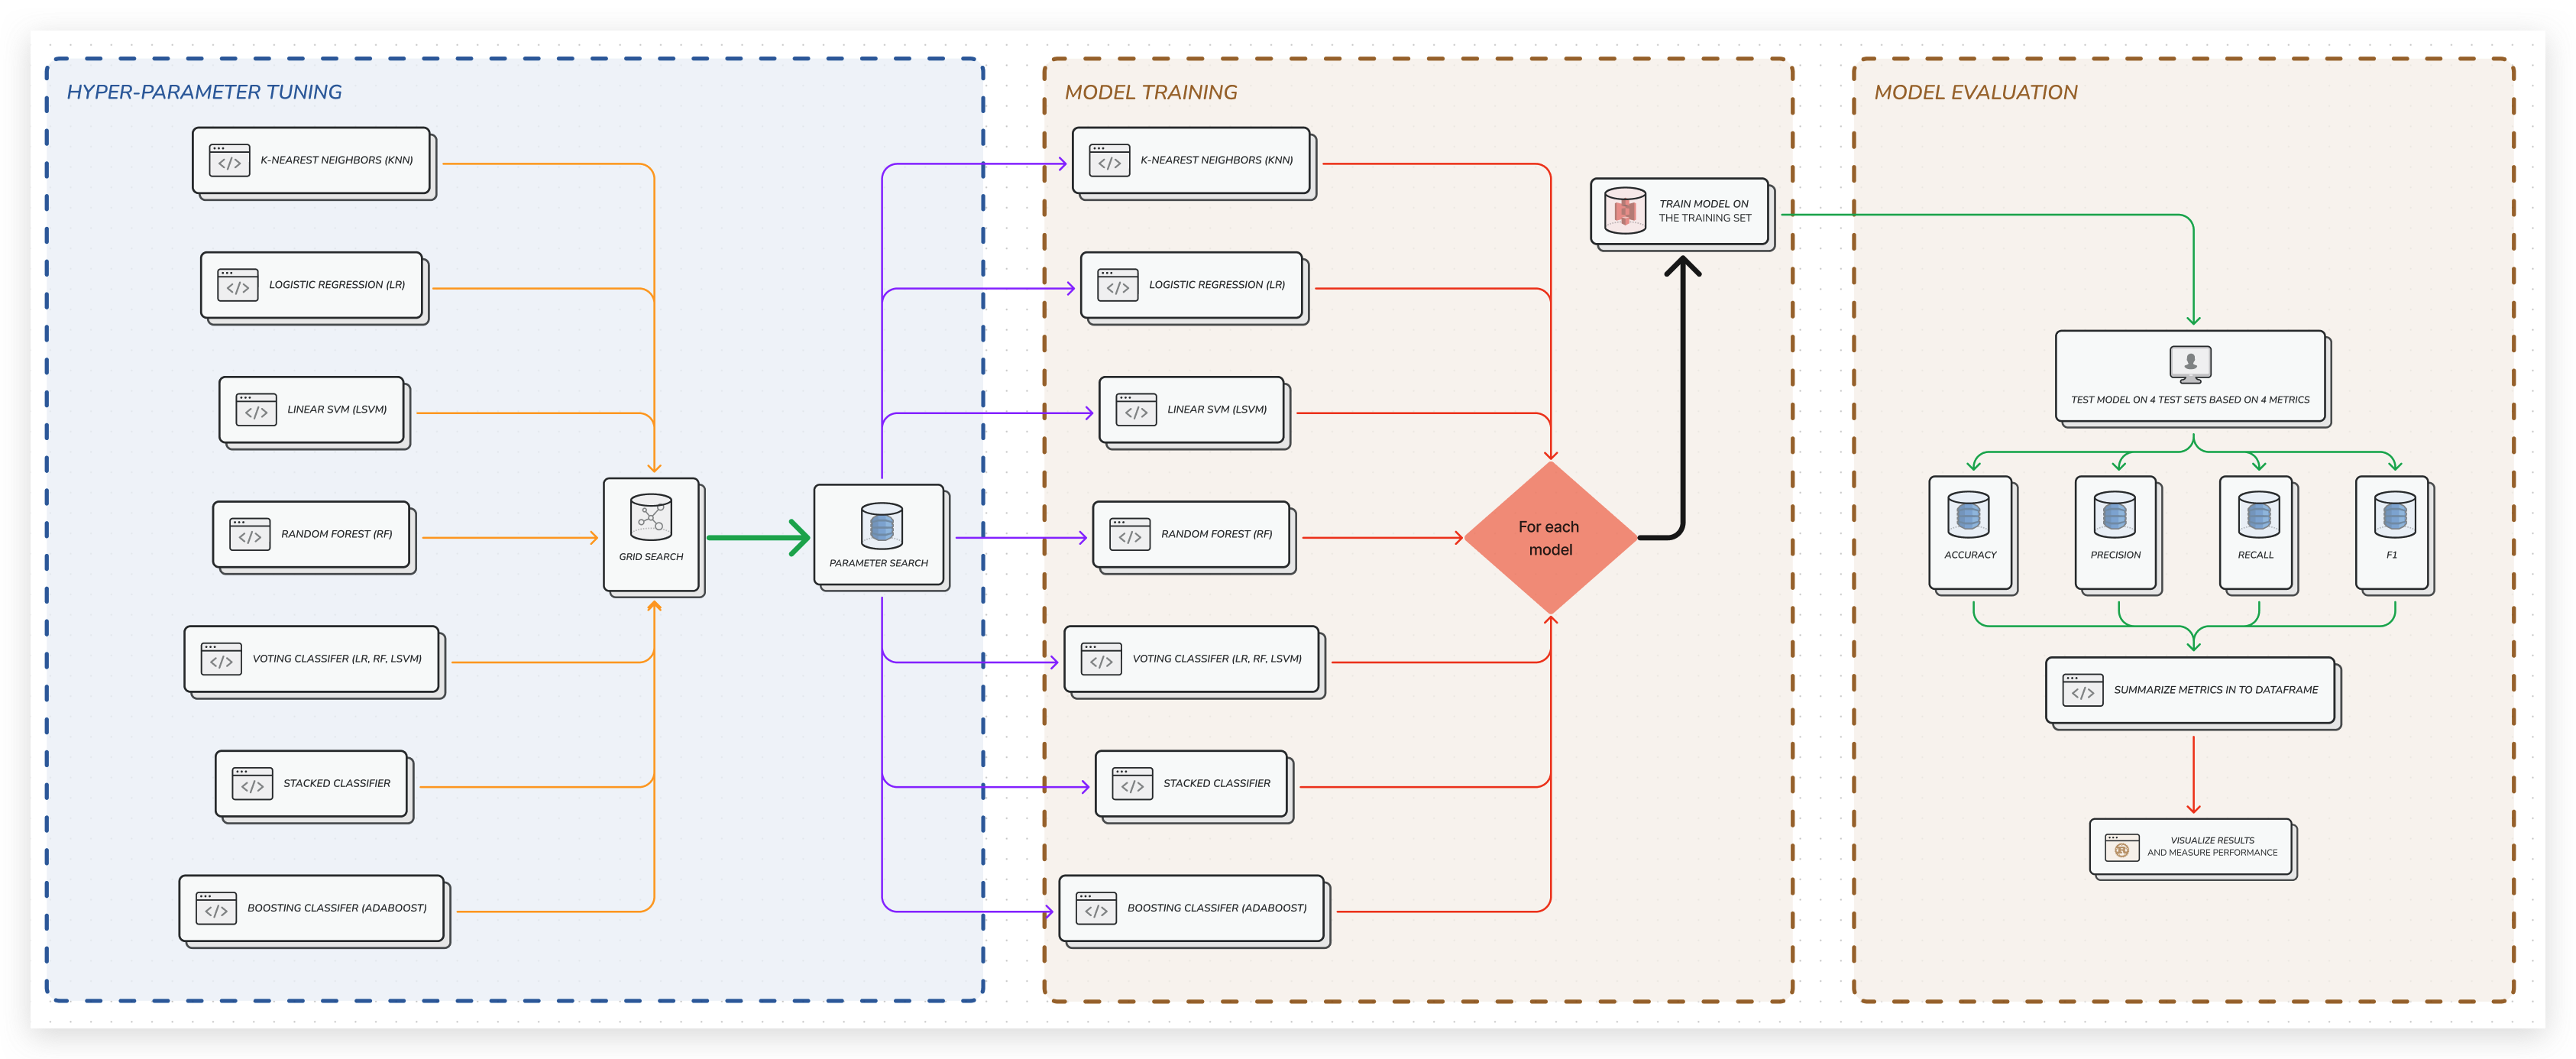 HYPER-PARAMETER TUNING
K-NEAREST NEIGHBORS (KNN)
LOGISTIC REGRESSION (LR)
LINEAR SVM (LSVM)
RANDOM FOREST (RF)
VOTING CLASSIFER (LR, RF, LSVM)
STACKED CLASSIFIER
BOOSTING CLASSIFER (ADABOOST)
GRID SEARCH
PARAMETER SEARCH
MODEL TRAINING
K-NEAREST NEIGHBORS (KNN)
LOGISTIC REGRESSION (LR)
LINEAR SVM (LSVM)
RANDOM FOREST (RF)
VOTING CLASSIFER (LR, RF, LSVM)
STACKED CLASSIFIER
BOOSTING CLASSIFER (ADABOOST)
For each
model
TRAIN MODEL ON
THE TRAINING SET
MODEL EVALUATION
TEST MODEL ON 4 TEST SETS BASED ON 4 METRICS
ACCURACY
PRECISION
RECALL
F1
SUMMARIZE METRICS IN TO DATAFRAME
VISUALIZE RESULTS
AND MEASURE PERFORMANCE